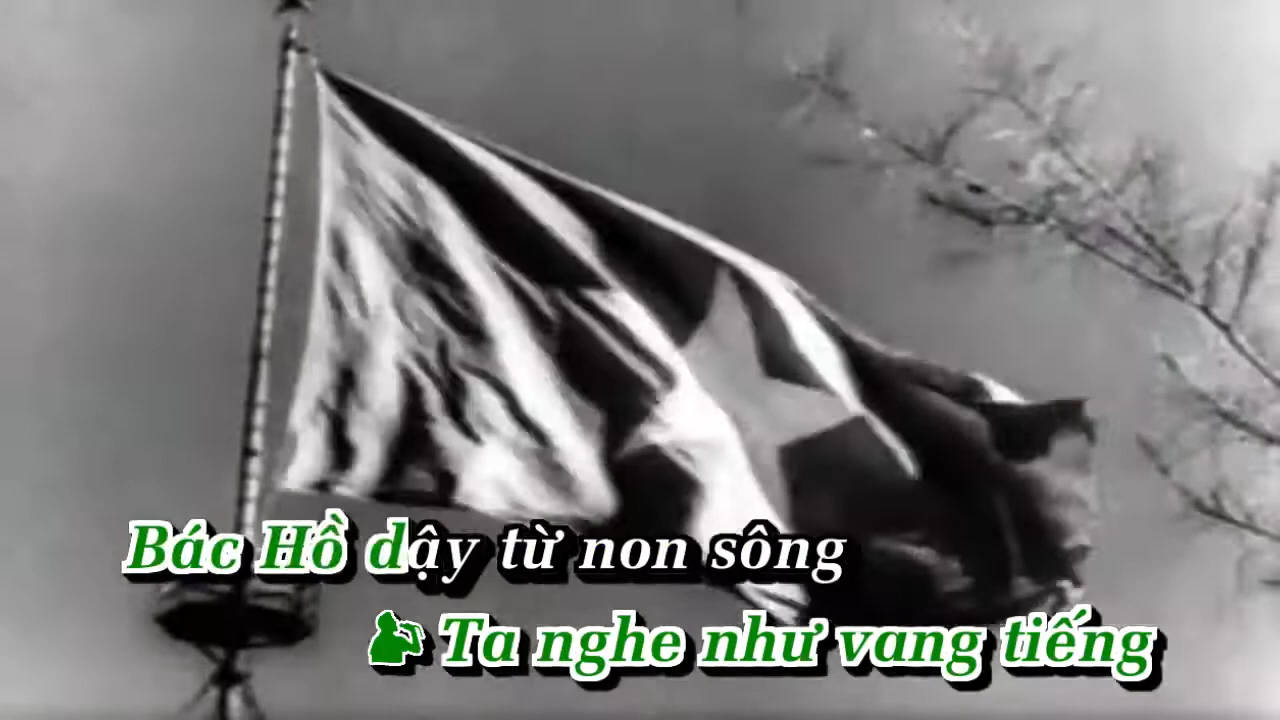 Bác Hồ dậy từ non sông
Ta nghe như vang tiếng